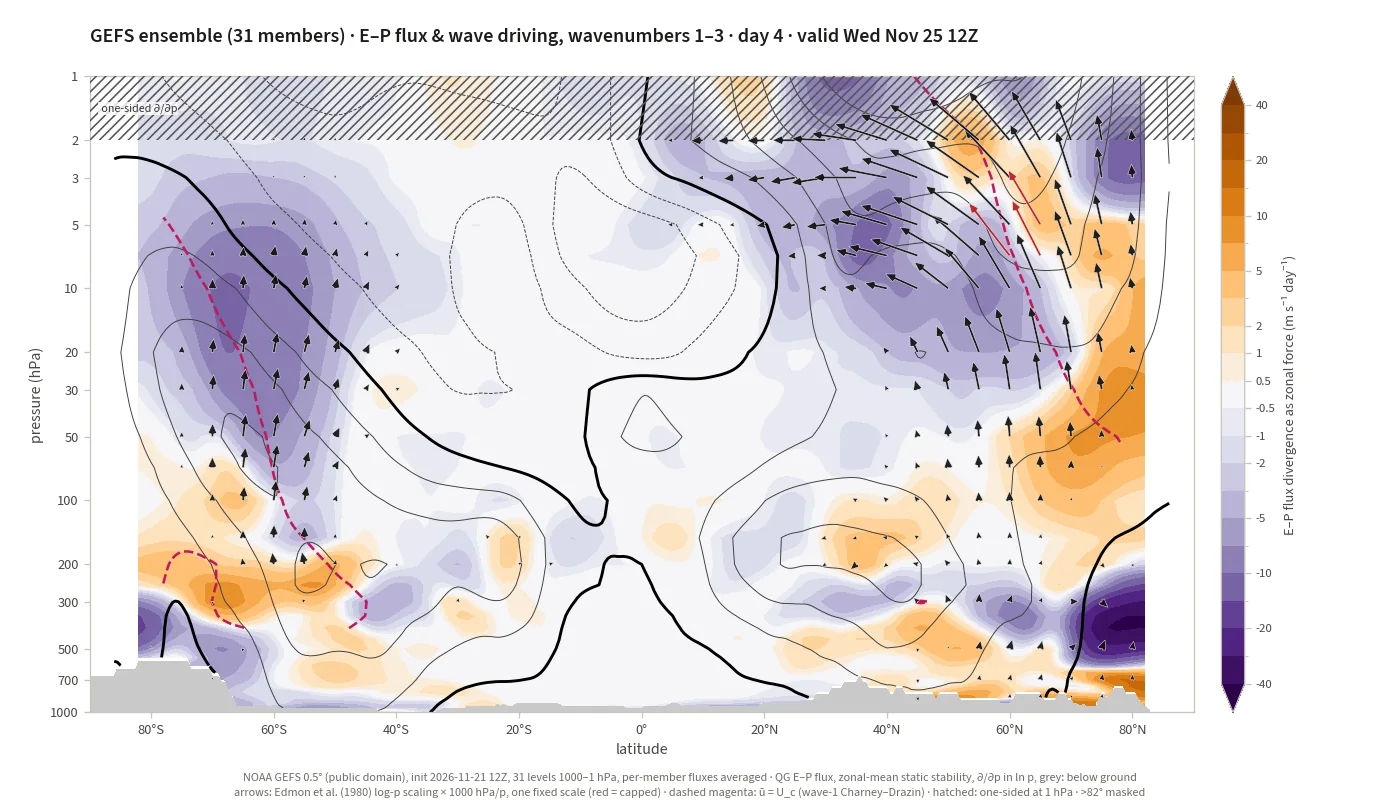 GEFS ensemble (31 members) · E–P flux & wave driving, wavenumbers 1–3 · day 4 · valid Wed Nov 25 12Z
one-sided ∂/∂p
pressure (hPa)
1
2
3
5
10
20
30
50
100
200
300
500
700
1000
80°S
60°S
40°S
20°S
0°
20°N
40°N
60°N
80°N
latitude
40
20
10
5
2
1
0.5
-0.5
-1
-2
-5
-10
-20
-40
E–P flux divergence as zonal force (m s⁻¹ day⁻¹)
NOAA GEFS 0.5° (public domain), init 2026-11-21 12Z, 31 levels 1000–1 hPa, per-member fluxes averaged · QG E–P flux, zonal-mean static stability, ∂/∂p in ln p, grey: below ground
arrows: Edmon et al. (1980) log-p scaling × 1000 hPa/p, one fixed scale (red = capped) · dashed magenta: ū = U_c (wave-1 Charney–Drazin) · hatched: one-sided at 1 hPa · >82° masked